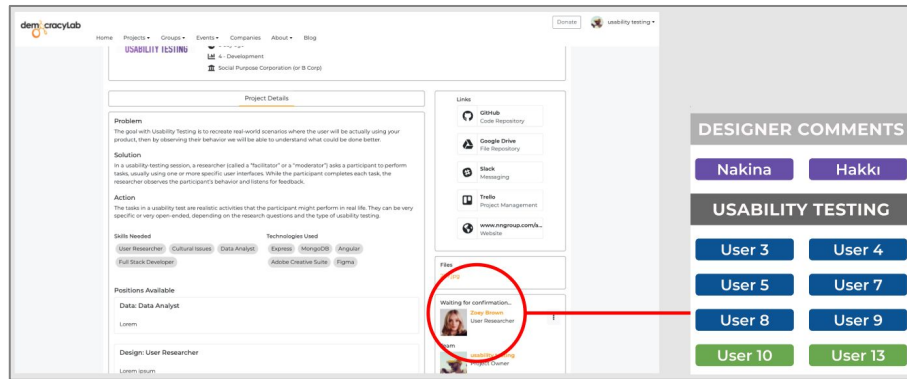 democracyLab
Donate
usability testing
Home Projects Groups Events Companies About Blog
USABILITY TESTING
4 - Development
Social Purpose Corporation (or B Corp)
Project Details
Problem
The goal with Usability Testing is to recreate real-world scenarios where the user will be actually using your
product, then by observing their behavior we will be able to understand what could be done better.
Solution
In a usability-testing session, a researcher (called a "facilitator" or a "moderator") asks a participant to perform
tasks, usually using one or more specific user interfaces. While the participant completes each task, the
researcher observes the participant's behavior and listens for feedback.
Action
The tasks in a usability test are realistic activities that the participant might perform in real life. They can be very
specific or very open-ended, depending on the research questions and the type of usability testing.
Skills Needed
User Researcher Cultural Issues Data Analyst
Full Stack Developer
Technologies Used
Express MongoDB Angular
Adobe Creative Suite Figma
Positions Available
Data: Data Analyst
Lorem
Design: User Researcher
Lorem ipsum
Links
GitHub
Code Repository
Google Drive
File Repository
Slack
Messaging
Trello
Project Management
www.nngroup.com/s...
Website
Files
Waiting for confirmation...
Zoey Brown
User Researcher
Team
usability testing
Project Owner
DESIGNER COMMENTS
Nakina Hakkı
USABILITY TESTING
User 3 User 4
User 5 User 7
User 8 User 9
User 10 User 13